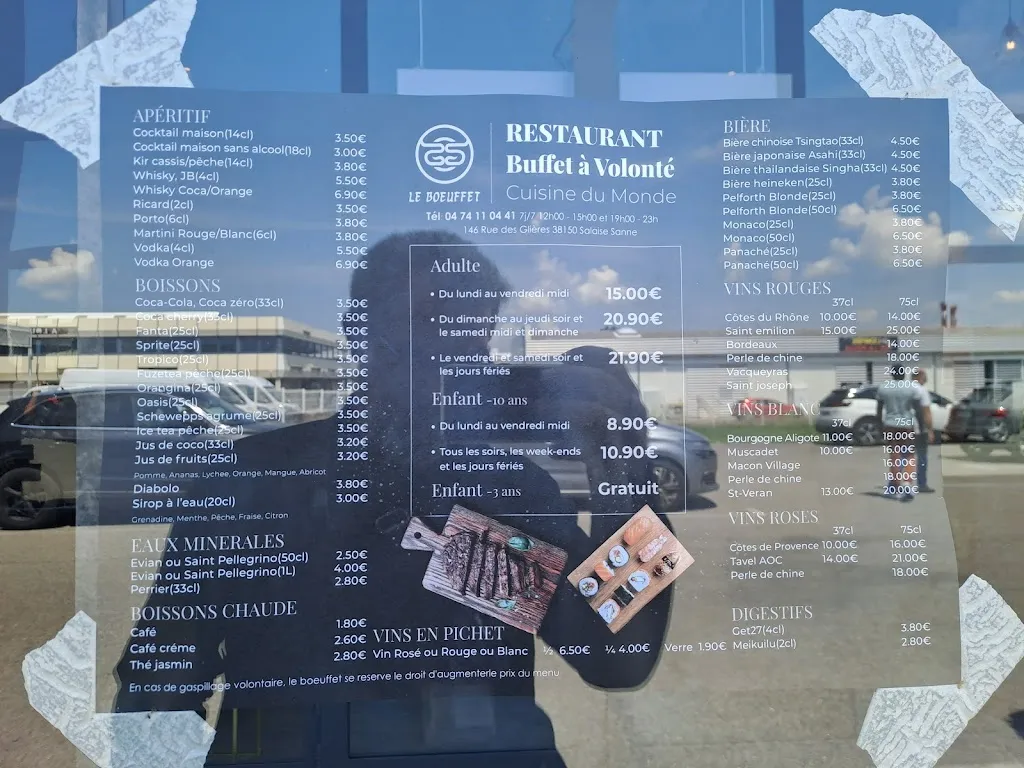 APÉRITIF
Cocktail maison(14cl) 3.50€
Cocktail maison sans alcool(18cl) 3.00€
Kir cassis/pêche(14cl) 3.80€
Whisky, JB(4cl) 5.50€
Whisky Coca/Orange 6.90€
Ricard(2cl) 3.50€
Porto(6cl) 3.80€
Martini Rouge/Blanc(6cl) 3.80€
Vodka(4cl) 5.50€
Vodka Orange 6.90€
BOISSONS
Coca-Cola, Coca zéro(33cl) 3.50€
Coca cherry(33cl) 3.50€
Fanta(25cl) 3.50€
Sprite(25cl) 3.50€
Tropico(25cl) 3.50€
Fuzetea pêche(25cl) 3.50€
Orangina(25cl) 3.50€
Oasis(25cl) 3.50€
Schewepps agrume(25cl) 3.50€
Ice tea pêche(25cl) 3.50€
Jus de coco(33cl) 3.20€
Jus de fruits(25cl) 3.20€
Pomme, Ananas, Lychee, Orange, Mangue, Abricot
Diabolo 3.80€
Sirop à l'eau(20cl) 3.00€
Grenadine, Menthe, Pêche, Fraise, Citron
EAUX MINERALES
Evian ou Saint Pellegrino(50cl) 2.50€
Evian ou Saint Pellegrino(1L) 4.00€
Perrier(33cl) 2.80€
BOISSONS CHAUDE
Café 1.80€
Café créme 2.60€
Thé jasmin 2.80€
LE BŒUFFET
RESTAURANT
Buffet à Volonté
Cuisine du Monde
Tél 04 74 11 04 41 7j/7 12h00 - 15h00 et 19h00 - 23h
146 Rue des Glières 38150 Salaise Sanne
Adulte
• Du lundi au vendredi midi 15.00€
• Du dimanche au jeudi soir et 20.90€
le samedi midi et dimanche
• Le vendredi et samedi soir et 21.90€
les jours fériés
Enfant -10 ans
• Du lundi au vendredi midi 8.90€
• Tous les soirs, les week-ends 10.90€
et les jours fériés
Enfant -3 ans Gratuit
VINS EN PICHET
Vin Rosé ou Rouge ou Blanc ½ 6.50€ ¼ 4.00€ Verre 1.90€
BIÈRE
Bière chinoise Tsingtao(33cl) 4.50€
Bière japonaise Asahi(33cl) 4.50€
Bière thailandaise Singha(33cl) 4.50€
Bière heineken(25cl) 3.80€
Pelforth Blonde(25cl) 3.80€
Pelforth Blonde(50cl) 6.50€
Monaco(25cl) 3.80€
Monaco(50cl) 6.50€
Panaché(25cl) 3.80€
Panaché(50cl) 6.50€
VINS ROUGES
37cl 75cl
Côtes du Rhône 10.00€ 14.00€
Saint emilion 15.00€ 25.00€
Bordeaux 14.00€
Perle de chine 18.00€
Vacqueyras 24.00€
Saint joseph 25.00€
VINS BLANC
37cl 75cl
Bourgogne Aligote 11.00€ 18.00€
Muscadet 10.00€ 16.00€
Macon Village 16.00€
Perle de chine 18.00€
St-Veran 13.00€ 20.00€
VINS ROSES
37cl 75cl
Côtes de Provence 10.00€ 16.00€
Tavel AOC 14.00€ 21.00€
Perle de chine 18.00€
DIGESTIFS
Get27(4cl) 3.80€
Meikuilu(2cl) 2.80€
En cas de gaspillage volontaire, le boeuffet se reserve le droit d'augmenterle prix du menu